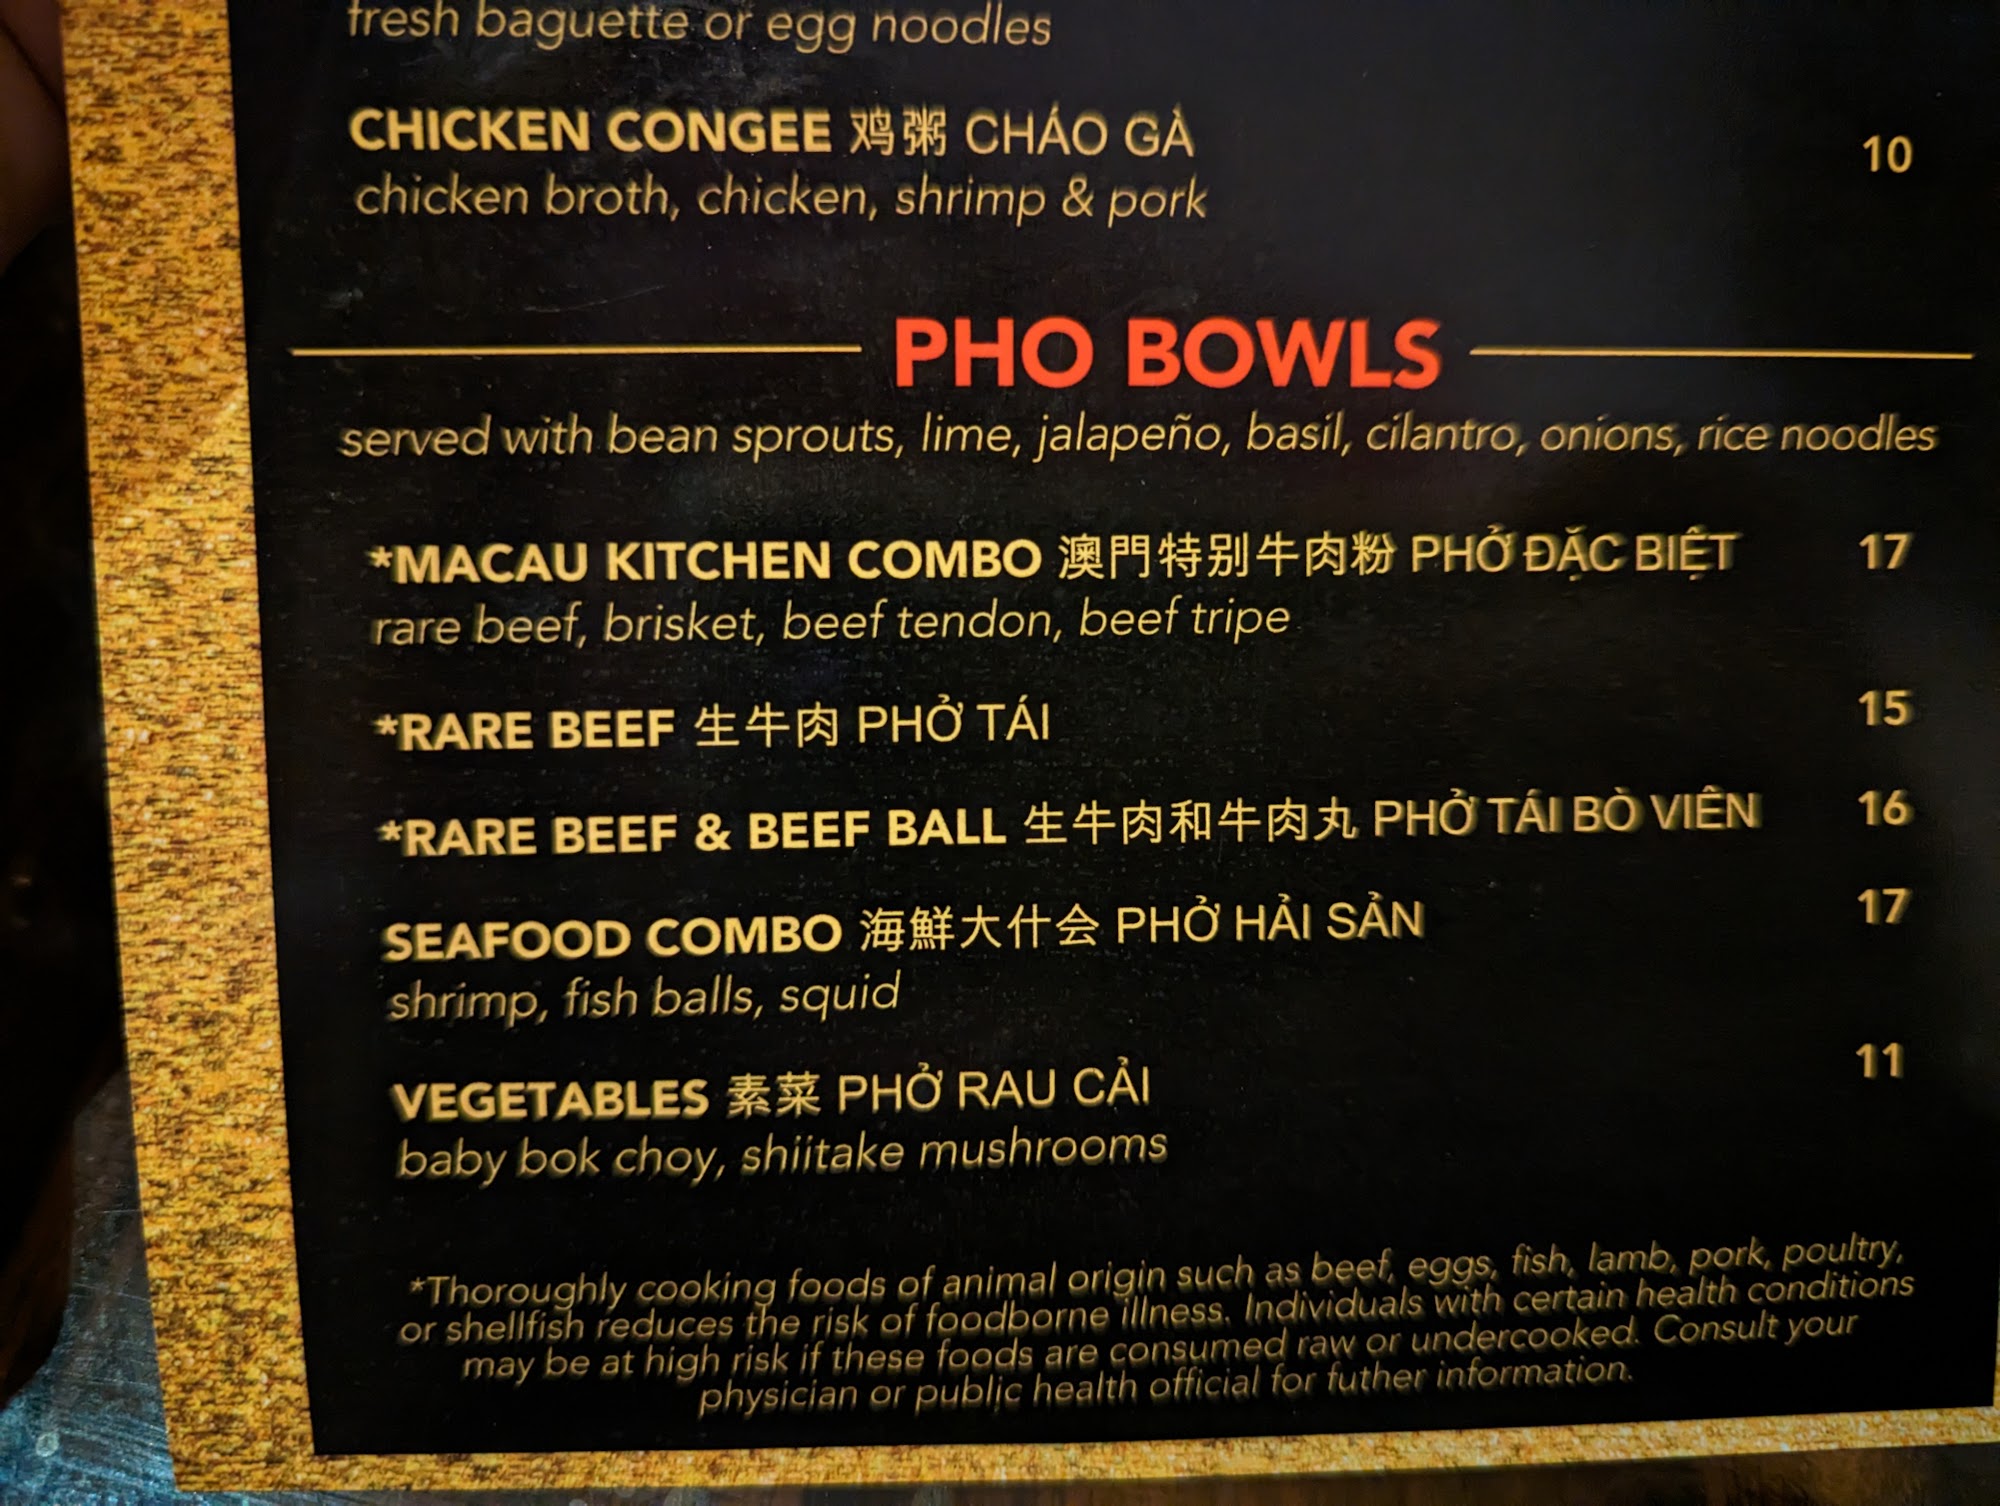 fresh baguette or egg noodles
CHICKEN CONGEE 鸡粥 CHÁO GÀ 10
chicken broth, chicken, shrimp & pork
PHO BOWLS
served with bean sprouts, lime, jalapeño, basil, cilantro, onions, rice noodles
*MACAU KITCHEN COMBO 澳門特别牛肉粉 PHỞ ĐẶC BIỆT 17
rare beef, brisket, beef tendon, beef tripe
*RARE BEEF 生牛肉 PHỞ TÁI 15
*RARE BEEF & BEEF BALL 生牛肉和牛肉丸 PHỞ TÁI BÒ VIÊN 16
SEAFOOD COMBO 海鮮大什会 PHỞ HẢI SẢN 17
shrimp, fish balls, squid
VEGETABLES 素菜 PHỞ RAU CẢI 11
baby bok choy, shiitake mushrooms
*Thoroughly cooking foods of animal origin such as beef, eggs, fish, lamb, pork, poultry,
or shellfish reduces the risk of foodborne illness. Individuals with certain health conditions
may be at high risk if these foods are consumed raw or undercooked. Consult your
physician or public health official for futher information.